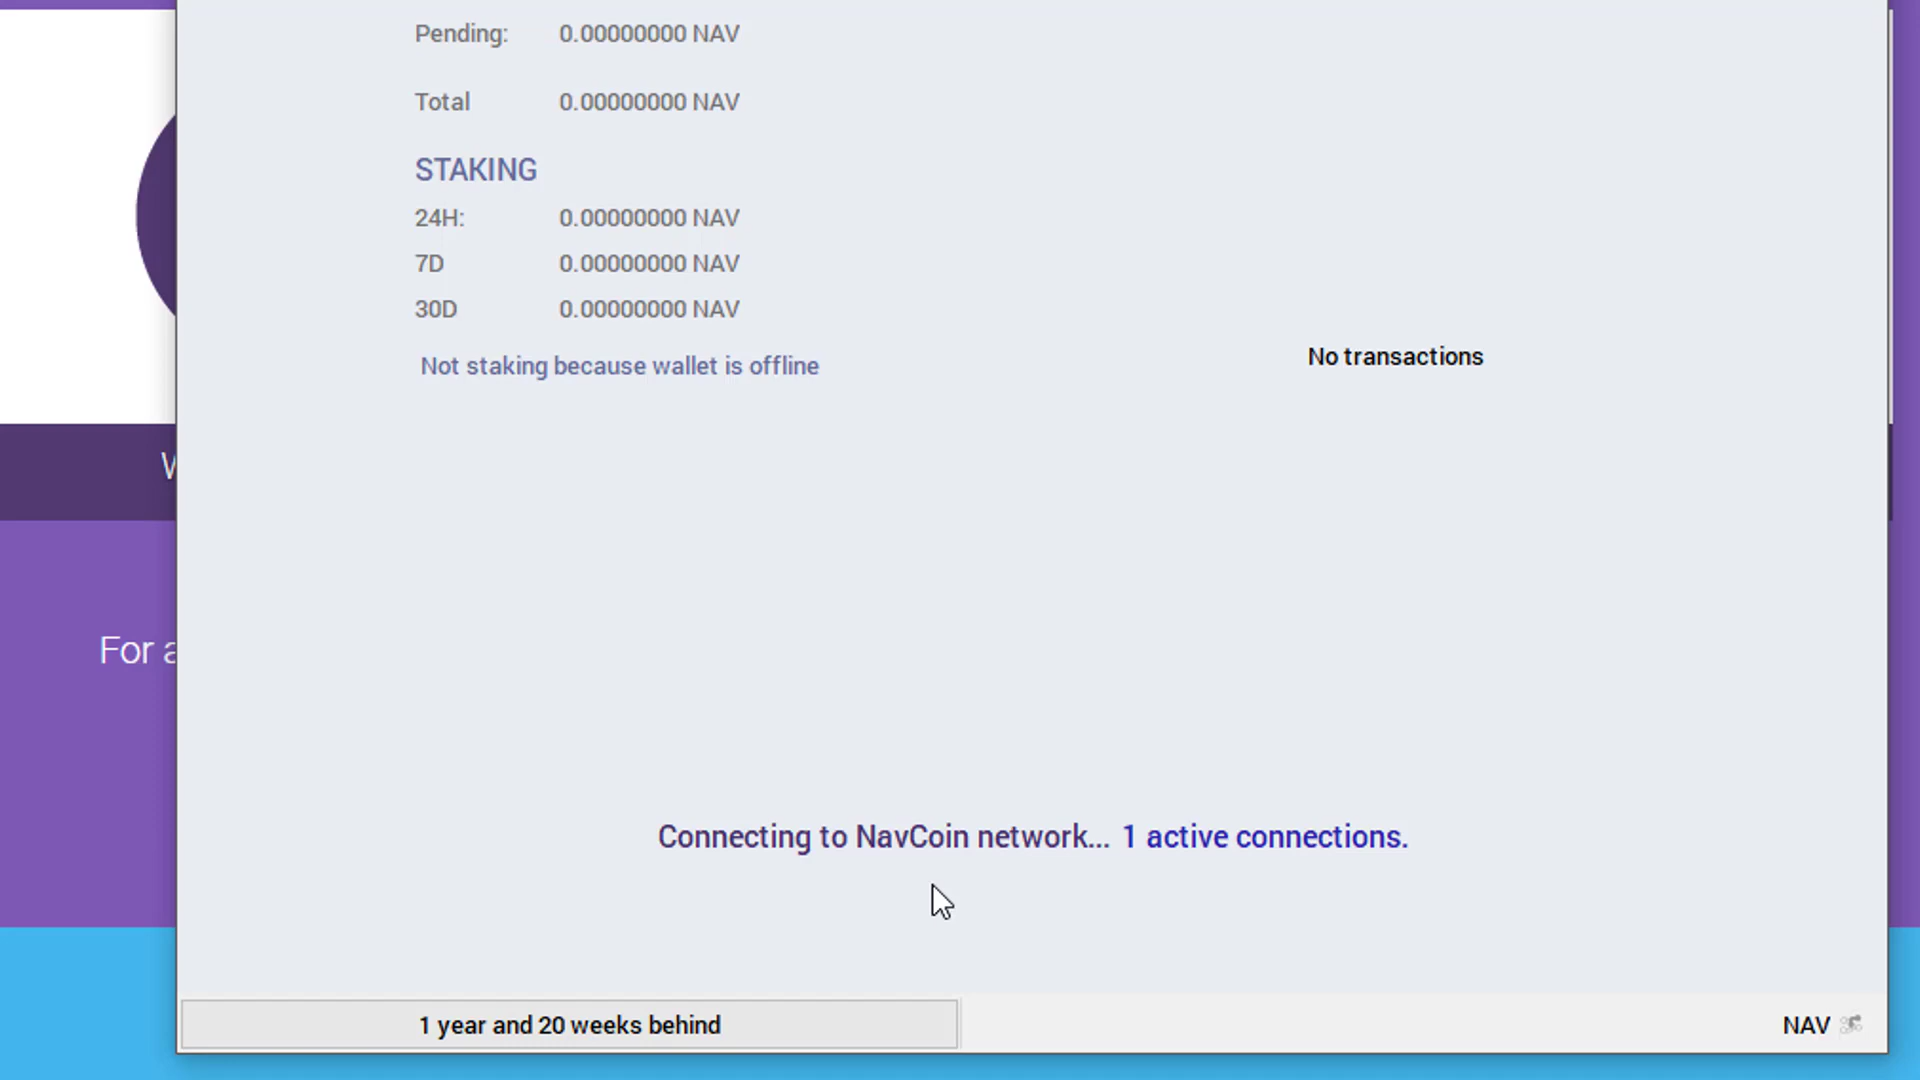 Pending: 0.00000000 NAV
Total 0.00000000 NAV
STAKING
24H: 0.00000000 NAV
7D 0.00000000 NAV
30D 0.00000000 NAV
Not staking because wallet is offline
No transactions
For
Connecting to NavCoin network... 1 active connections.
1 year and 20 weeks behind
NAV